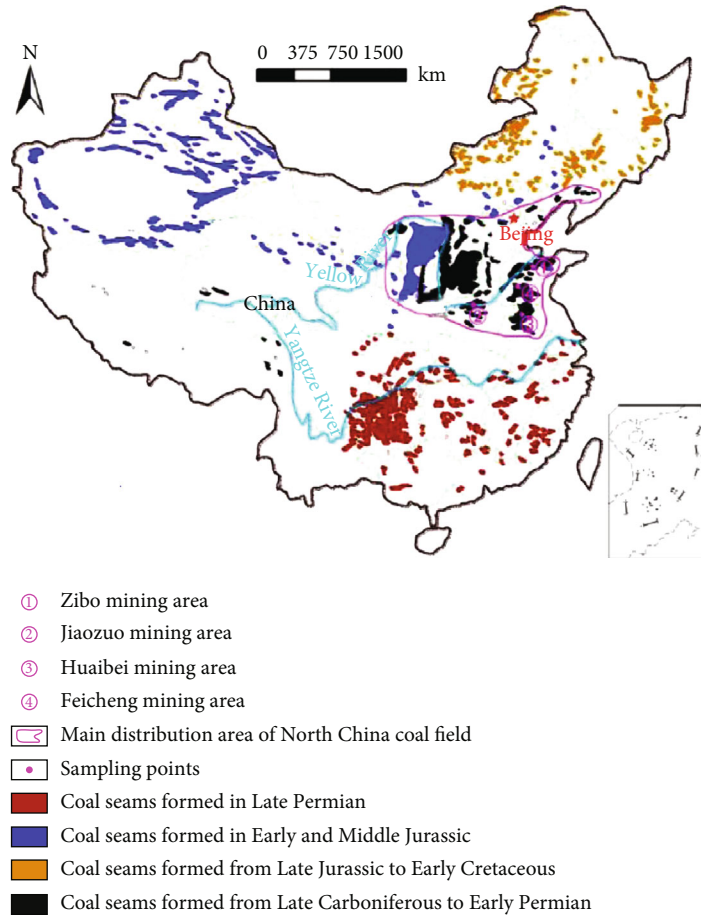 N
0 375 750 1500
km
Bejing
Yellow River
China
Yangtze River
① Zibo mining area
② Jiaozuo mining area
③ Huaibei mining area
④ Feicheng mining area
Main distribution area of North China coal field
Sampling points
Coal seams formed in Late Permian
Coal seams formed in Early and Middle Jurassic
Coal seams formed from Late Jurassic to Early Cretaceous
Coal seams formed from Late Carboniferous to Early Permian